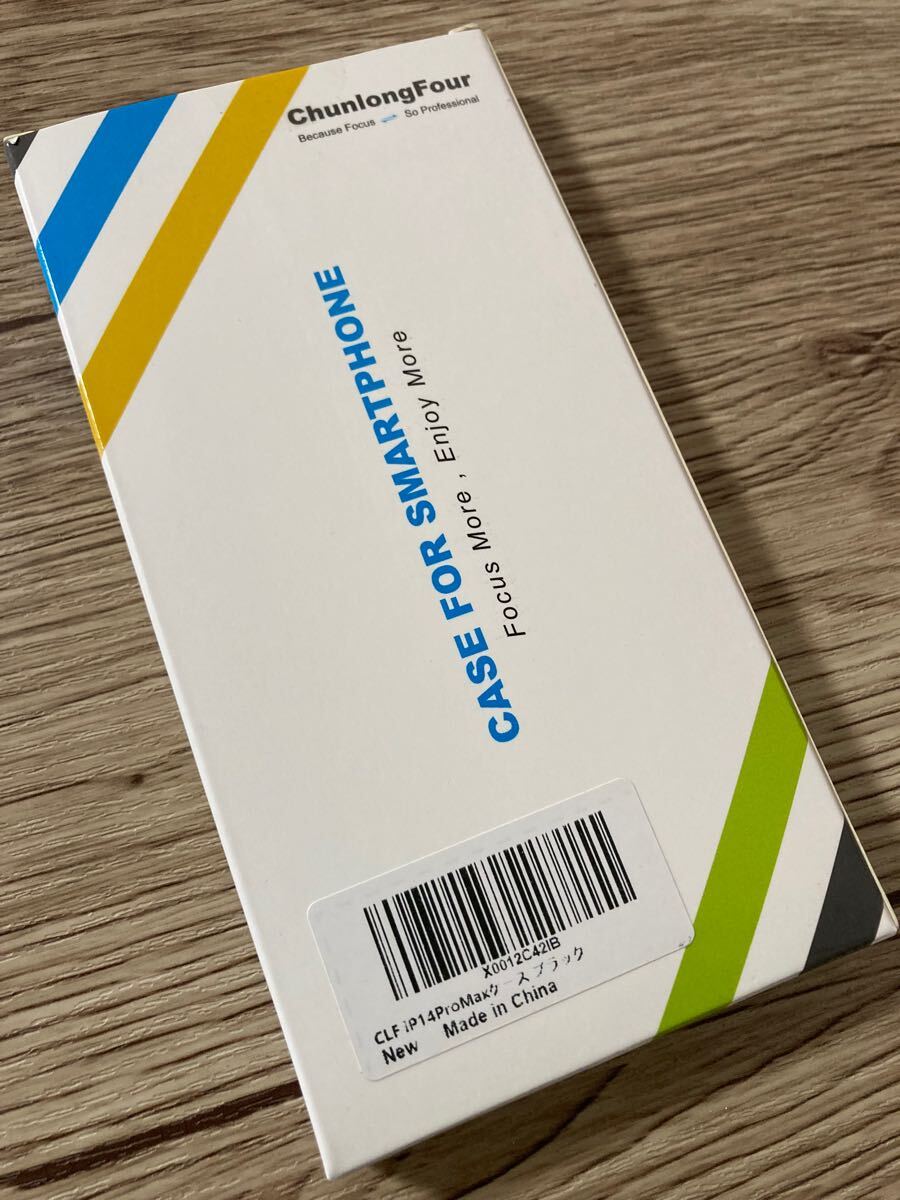 ChunlongFour
Because Focus ⇌ So Professional
CASE FOR SMARTPHONE
Focus More , Enjoy More
X0012C42IB
CLF iP14ProMaxケースブラック
New Made in China